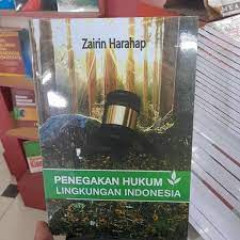 Zairin Harahap
PENEGAKAN HUKUM
LINGKUNGAN INDONESIA